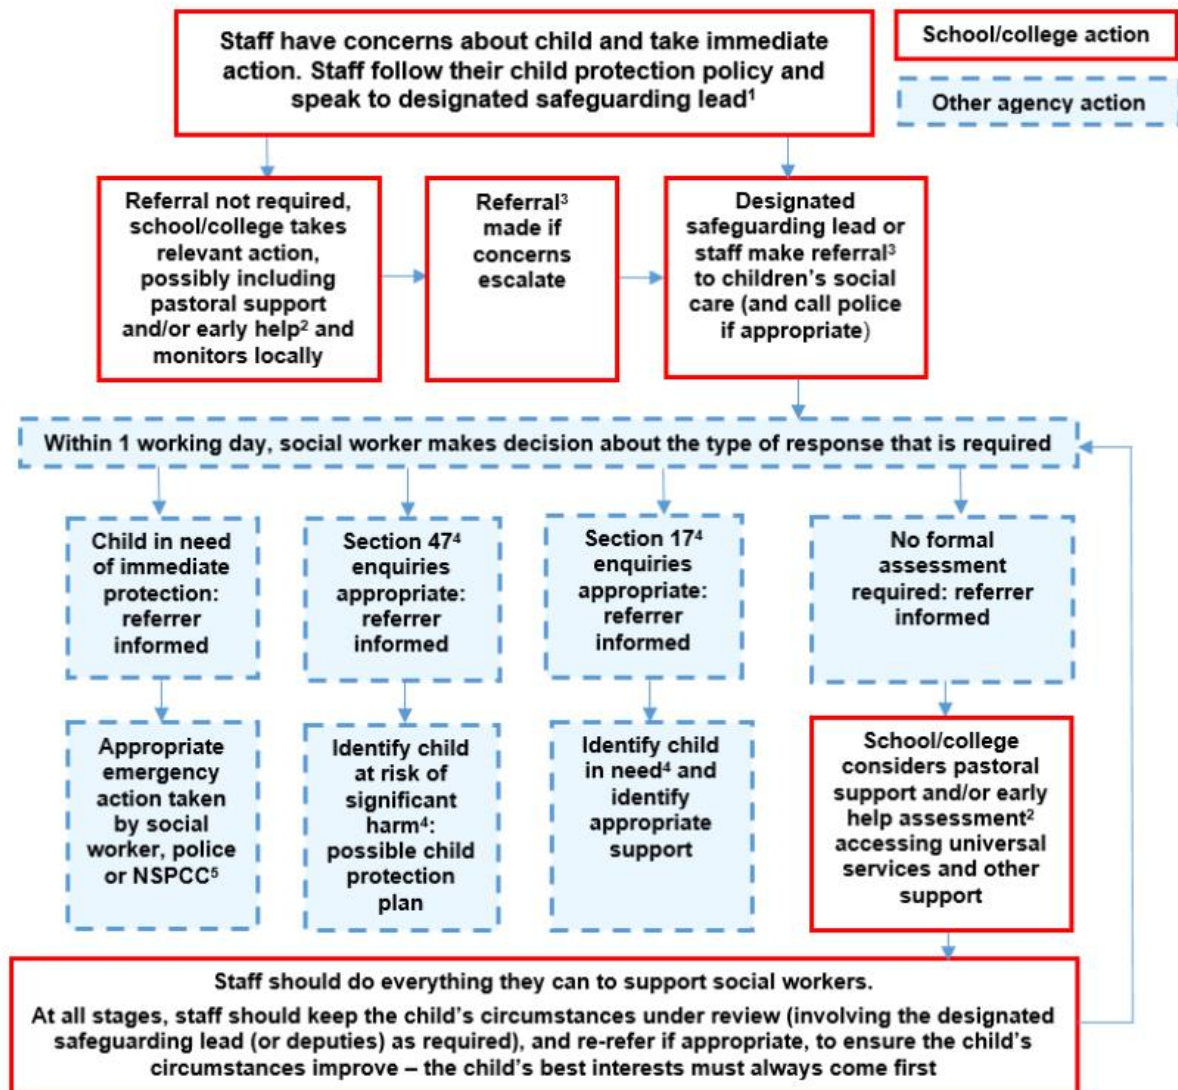 Staff have concerns about child and take immediate
action. Staff follow their child protection policy and
speak to designated safeguarding lead¹
School/college action
Other agency action
Referral not required,
school/college takes
relevant action,
possibly including
pastoral support
and/or early help² and
monitors locally
Referral³
made if
concerns
escalate
Designated
safeguarding lead or
staff make referral³
to children’s social
care (and call police
if appropriate)
Within 1 working day, social worker makes decision about the type of response that is required
Child in need
of immediate
protection:
referrer
informed
Section 47⁴
enquiries
appropriate:
referrer
informed
Section 17⁴
enquiries
appropriate:
referrer
informed
No formal
assessment
required: referrer
informed
Appropriate
emergency
action taken
by social
worker, police
or NSPCC⁵
Identify child
at risk of
significant
harm⁴:
possible child
protection
plan
Identify child
in need⁴ and
identify
appropriate
support
School/college
considers pastoral
support and/or early
help assessment²
accessing universal
services and other
support
Staff should do everything they can to support social workers.
At all stages, staff should keep the child’s circumstances under review (involving the designated
safeguarding lead (or deputies) as required), and re-refer if appropriate, to ensure the child’s
circumstances improve – the child’s best interests must always come first